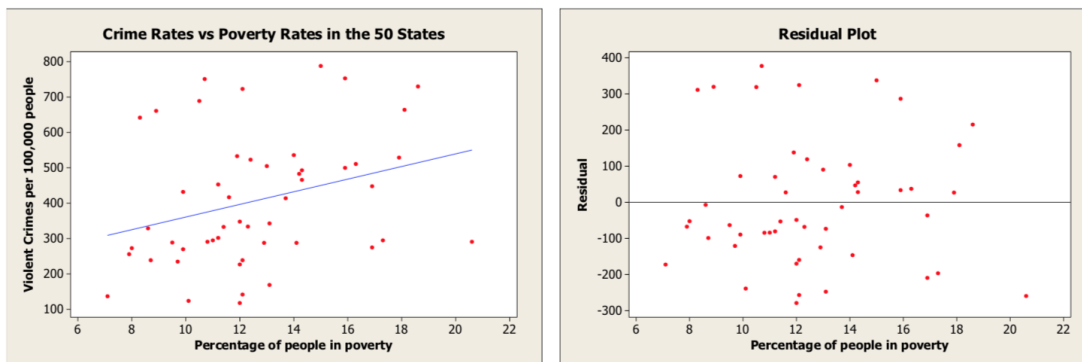 Crime Rates vs Poverty Rates in the 50 States
Violent Crimes per 100,000 people
800
700
600
500
400
300
200
100
6 8 10 12 14 16 18 20 22
Percentage of people in poverty
Residual Plot
Residual
400
300
200
100
0
-100
-200
-300
6 8 10 12 14 16 18 20 22
Percentage of people in poverty